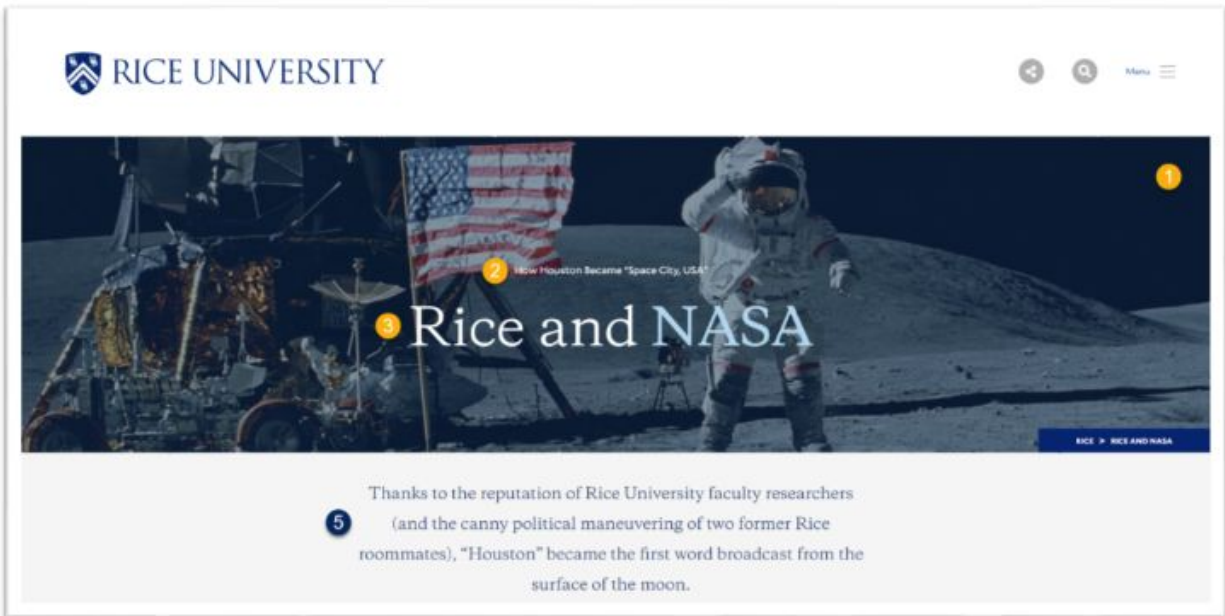 RICE UNIVERSITY
Menu
1
2 How Houston Became "Space City, USA"
3 Rice and NASA
RICE > RICE AND NASA
Thanks to the reputation of Rice University faculty researchers
5 (and the canny political maneuvering of two former Rice
roommates), "Houston" became the first word broadcast from the
surface of the moon.